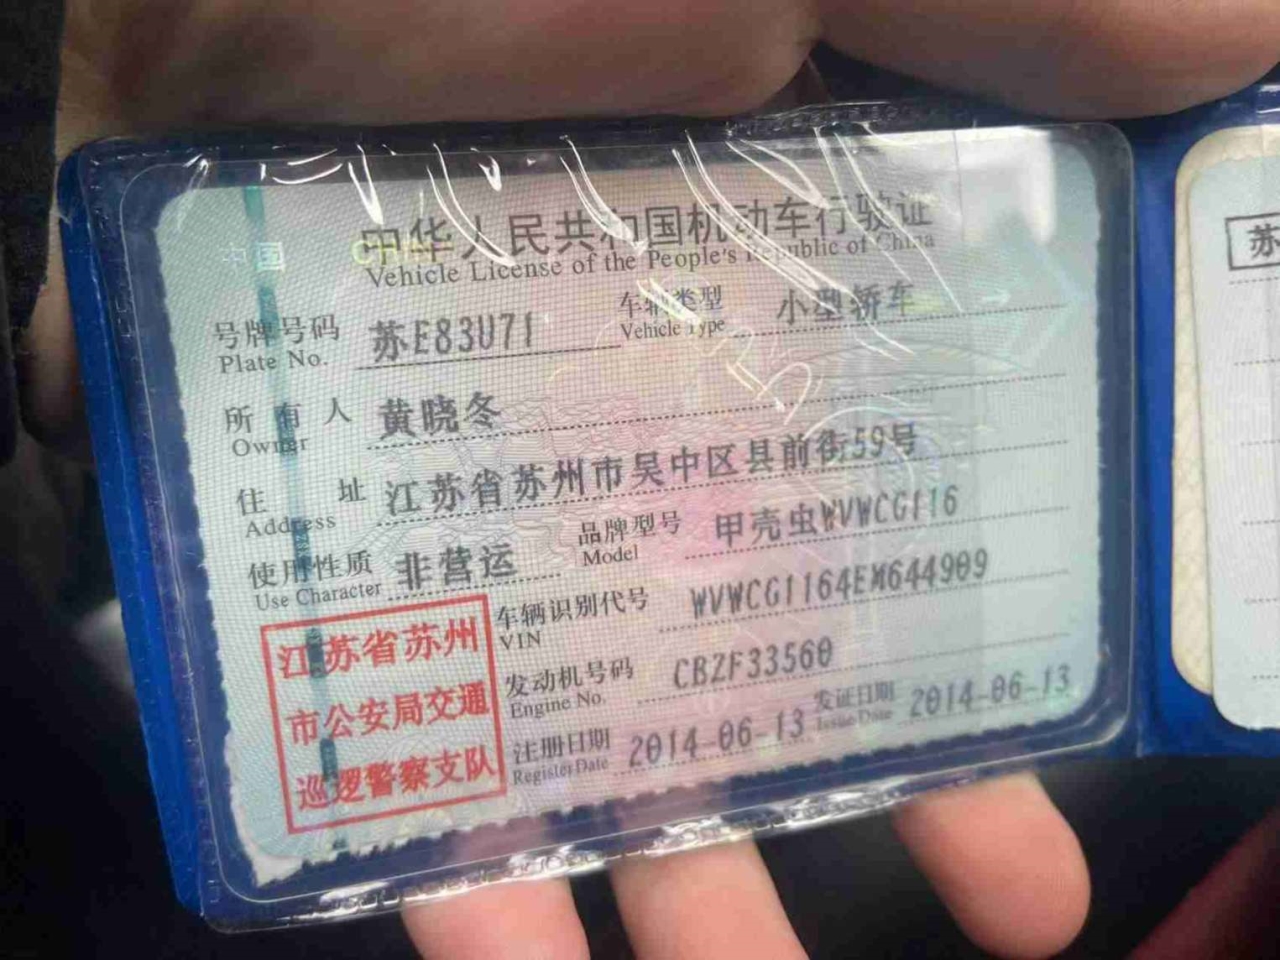 中国 CHINA
中华人民共和国机动车行驶证
Vehicle License of the People's Republic of China
号牌号码 苏E83U71 车辆类型 小型轿车
Plate No. Vehicle Type
所有人 黄晓冬
Owner
住址 江苏省苏州市吴中区县前街59号
Address
使用性质 非营运 品牌型号 甲壳虫WVWCG116
Use Character Model
车辆识别代号 WVWCG1164EM644909
VIN
发动机号码 CBZF33560
Engine No.
注册日期 2014-06-13 发证日期 2014-06-13
Register Date Issue Date
江苏省苏州
市公安局交通
巡逻警察支队
苏